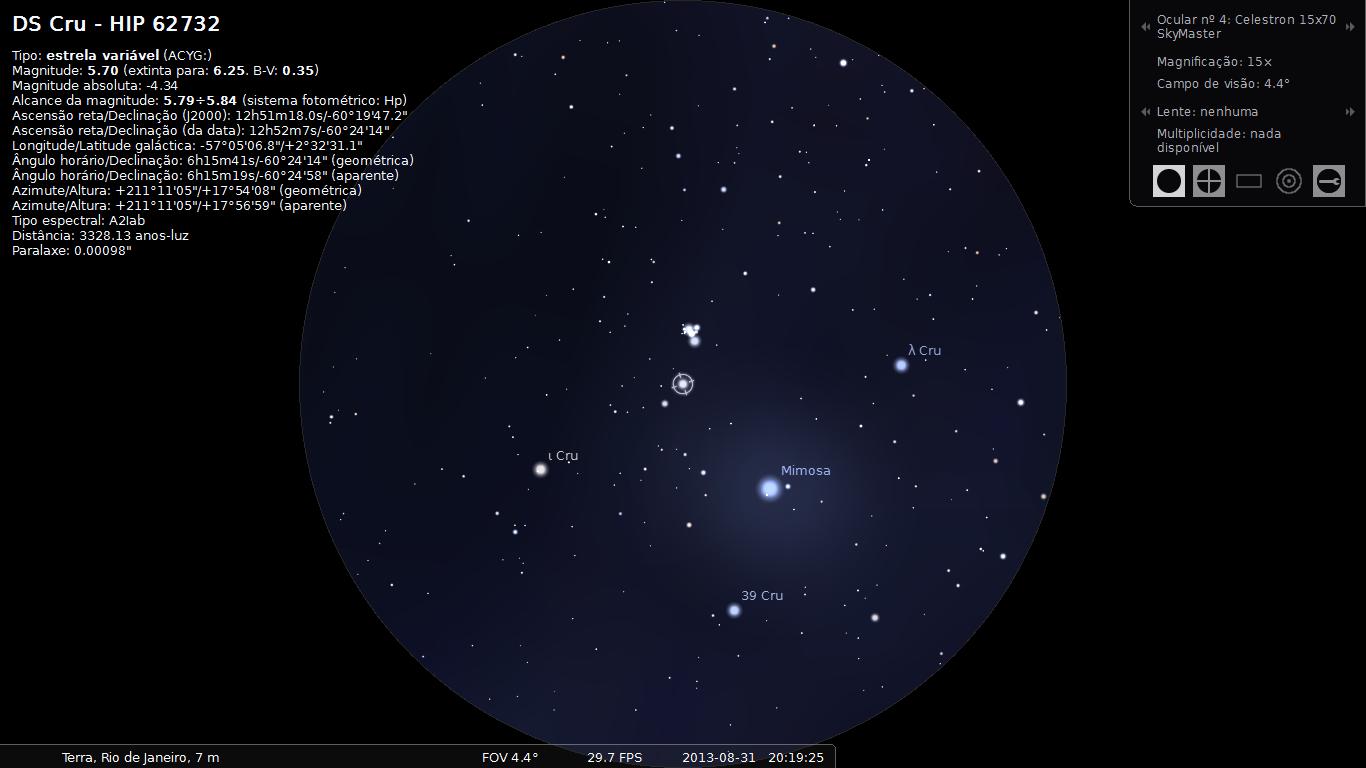 DS Cru - HIP 62732
Tipo: estrela variável (ACYG:)
Magnitude: 5.70 (extinta para: 6.25. B-V: 0.35)
Magnitude absoluta: -4.34
Alcance da magnitude: 5.79÷5.84 (sistema fotométrico: Hp)
Ascensão reta/Declinação (J2000): 12h51m18.0s/-60°19'47.2"
Ascensão reta/Declinação (da data): 12h52m7s/-60°24'14"
Longitude/Latitude galáctica: -57°05'06.8"/+2°32'31.1"
Ângulo horário/Declinação: 6h15m41s/-60°24'14" (geométrica)
Ângulo horário/Declinação: 6h15m19s/-60°24'58" (aparente)
Azimute/Altura: +211°11'05"/+17°54'08" (geométrica)
Azimute/Altura: +211°11'05"/+17°56'59" (aparente)
Tipo espectral: A2Iab
Distância: 3328.13 anos-luz
Paralaxe: 0.00098"
Ocular nº 4: Celestron 15x70
SkyMaster
Magnificação: 15×
Campo de visão: 4.4°
Lente: nenhuma
Multiplicidade: nada
disponível
λ Cru
ι Cru
Mimosa
39 Cru
Terra, Rio de Janeiro, 7 m
FOV 4.4°
29.7 FPS
2013-08-31 20:19:25